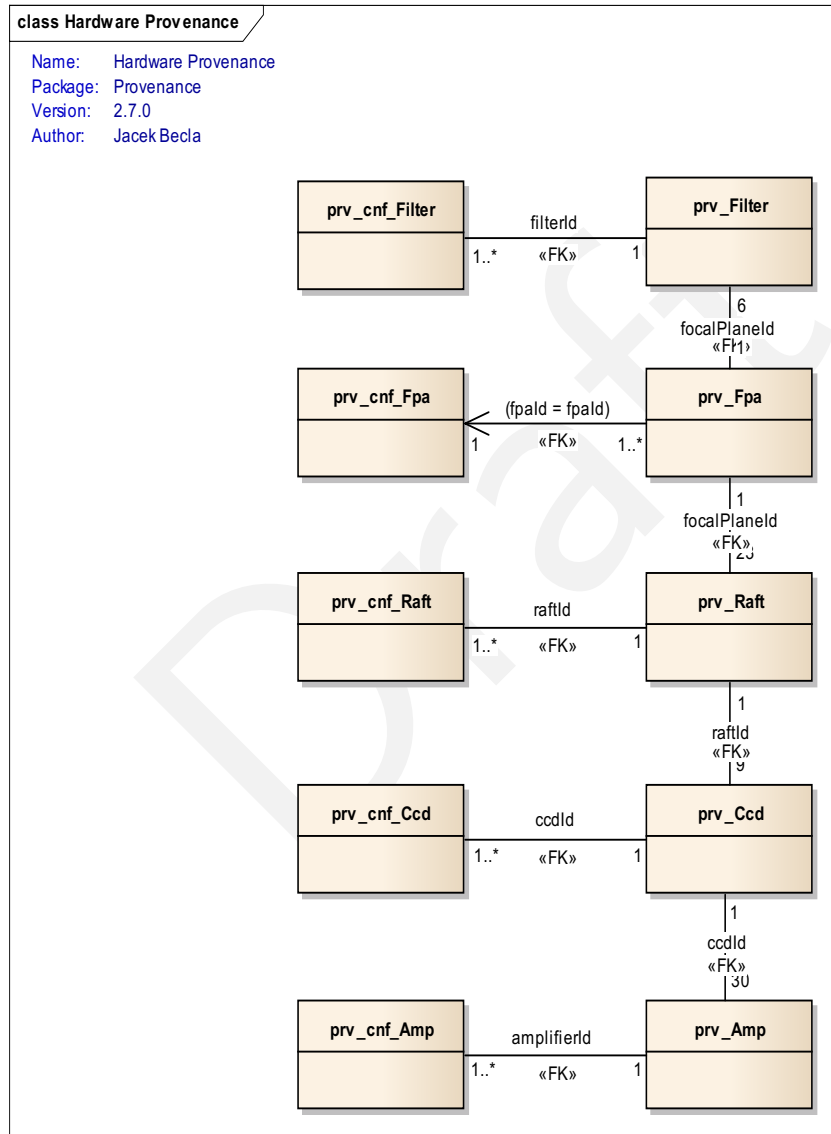 class Hardware Provenance
Name: Hardware Provenance
Package: Provenance
Version: 2.7.0
Author: Jacek Becla
prv_cnf_Filter
prv_Filter
filterId
1..* «FK» 1
6
focalPlaneId
«FK»
1
prv_cnf_Fpa
prv_Fpa
(fpaId = fpaId)
1 «FK» 1..*
1
focalPlaneId
«FK»
prv_cnf_Raft
prv_Raft
raftId
1..* «FK» 1
1
raftId
«FK»
9
prv_cnf_Ccd
prv_Ccd
ccdId
1..* «FK» 1
1
ccdId
«FK»
30
prv_cnf_Amp
prv_Amp
amplifierId
1..* «FK» 1
Draft